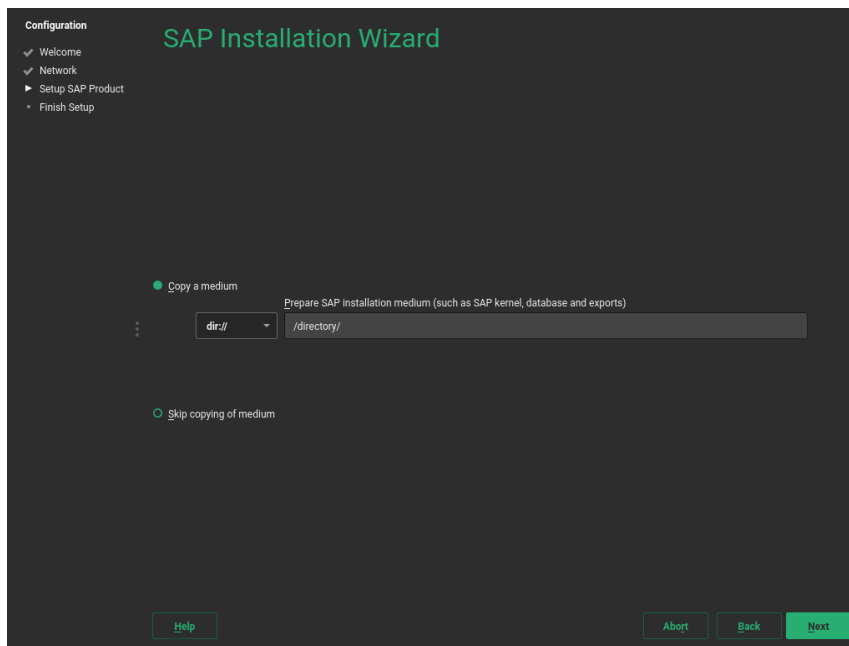 Configuration
Welcome
Network
Setup SAP Product
Finish Setup
SAP Installation Wizard
Copy a medium
Prepare SAP installation medium (such as SAP kernel, database and exports)
dir:// /directory/
Skip copying of medium
Help Abort Back Next